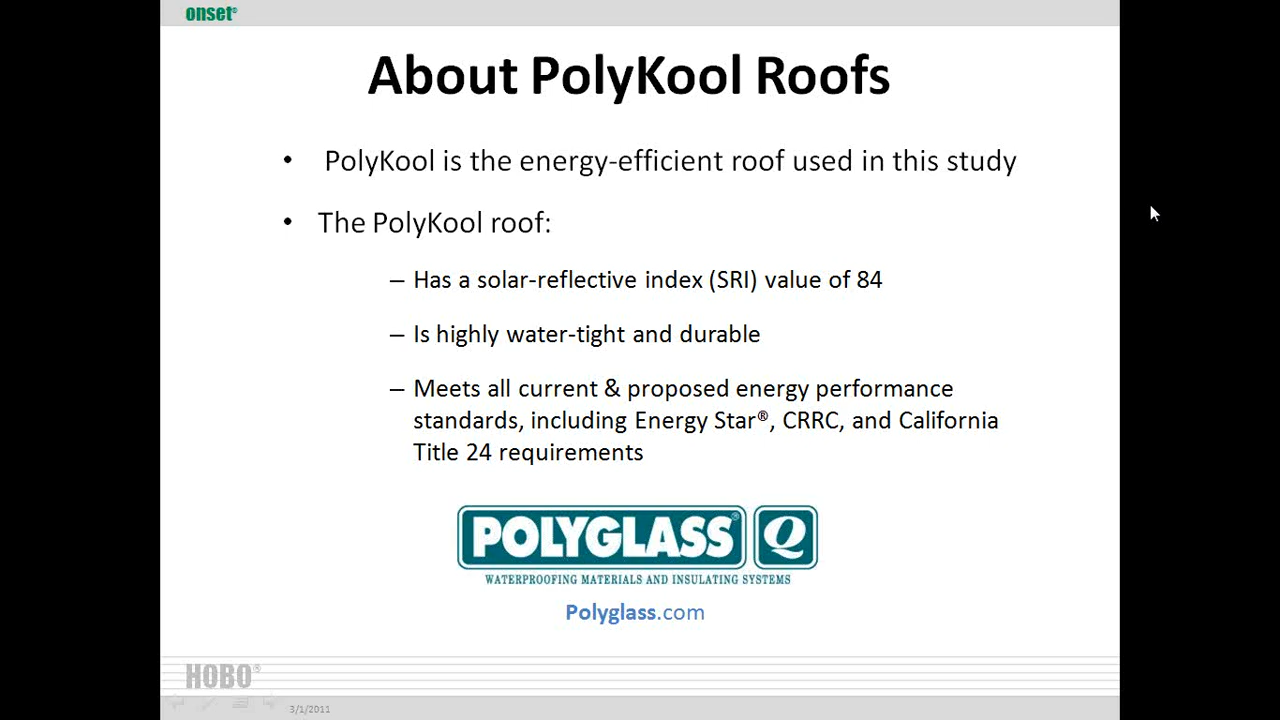 onset®
About PolyKool Roofs
• PolyKool is the energy-efficient roof used in this study
• The PolyKool roof:
– Has a solar-reflective index (SRI) value of 84
– Is highly water-tight and durable
– Meets all current & proposed energy performance
standards, including Energy Star®, CRRC, and California
Title 24 requirements
POLYGLASS® Q
WATERPROOFING MATERIALS AND INSULATING SYSTEMS
Polyglass.com
HOBO®
3/1/2011